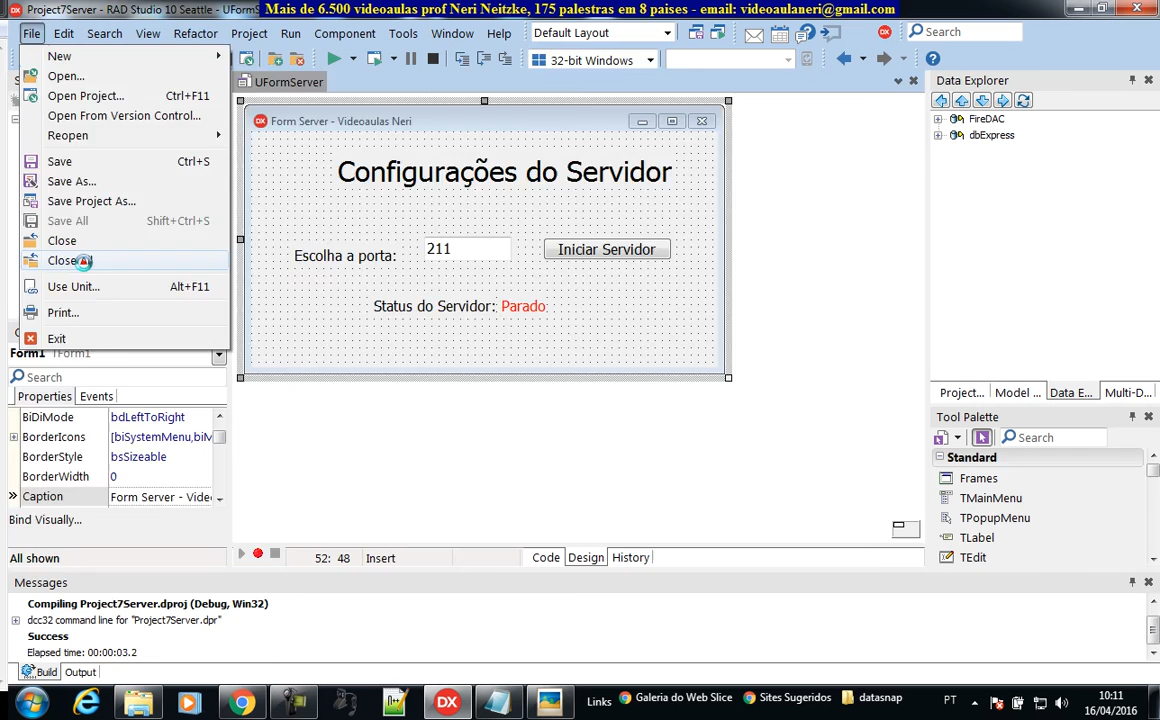 Project7Server - RAD Studio 10 Seattle - UFormS
Mais de 6.500 videoaulas prof Neri Neitzke, 175 palestras em 8 paises - email: videoaulaneri@gmail.com
File Edit Search View Refactor Project Run Component Tools Window Help Default Layout Search
32-bit Windows
New
Open...
Open Project... Ctrl+F11
Open From Version Control...
Reopen
Save Ctrl+S
Save As...
Save Project As...
Save All Shift+Ctrl+S
Close
Close
Use Unit... Alt+F11
Print...
Exit
Form1 TForm1
Search
Properties Events
BiDiMode bdLeftToRight
BorderIcons [biSystemMenu,biM
BorderStyle bsSizeable
BorderWidth 0
Caption Form Server - Vide
Bind Visually...
All shown
UFormServer
Form Server - Videoaulas Neri
Configurações do Servidor
Escolha a porta: 211 Iniciar Servidor
Status do Servidor: Parado
52: 48 Insert Code Design History
Data Explorer
FireDAC
dbExpress
Project... Model ... Data E... Multi-D...
Tool Palette
Search
Standard
Frames
TMainMenu
TPopupMenu
TLabel
TEdit
Messages
Compiling Project7Server.dproj (Debug, Win32)
dcc32 command line for "Project7Server.dpr"
Success
Elapsed time: 00:00:03.2
Build Output
Links Galeria do Web Slice Sites Sugeridos datasnap PT 10:11
16/04/2016